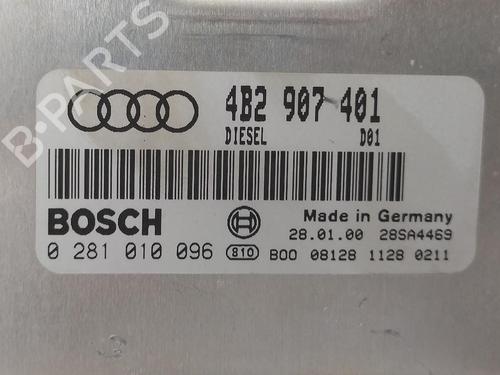 B-PARTS
4B2 907 401
DIESEL D01
BOSCH
Made in Germany
28.01.00 28SA4469
0 281 010 096 810 B00 08128 1128 0211